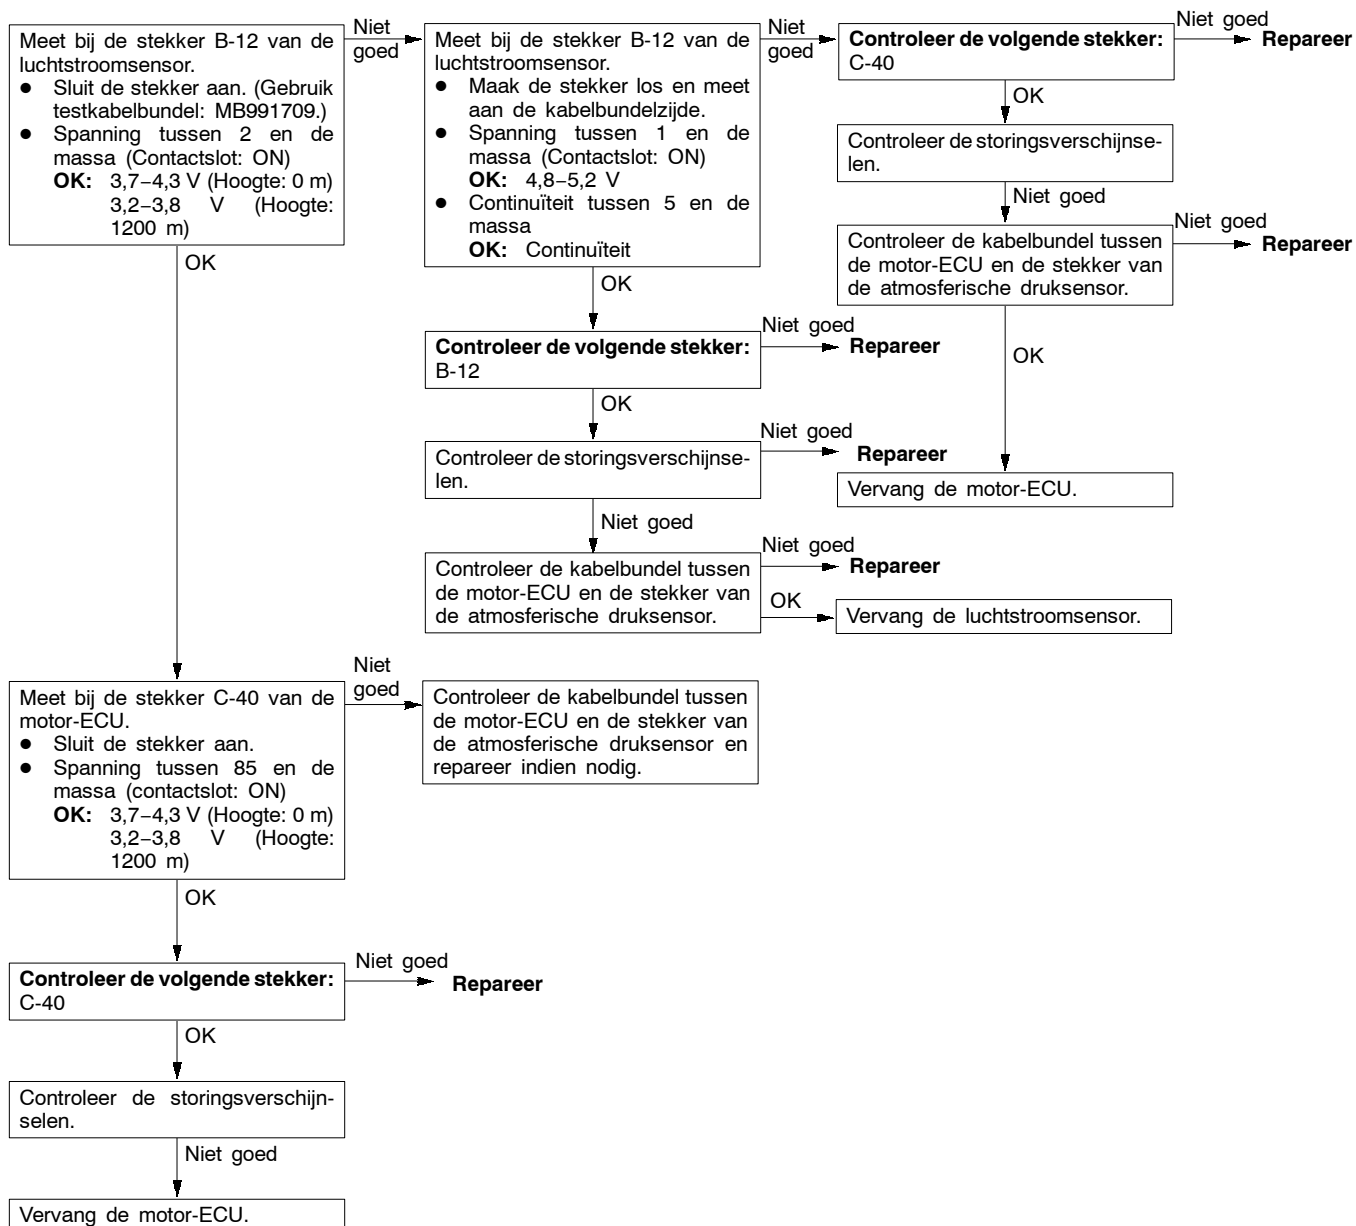 Meet bij de stekker B-12 van de
luchtstroomsensor.
● Sluit de stekker aan. (Gebruik
testkabelbundel: MB991709.)
● Spanning tussen 2 en de
massa (Contactslot: ON)
OK: 3,7–4,3 V (Hoogte: 0 m)
3,2–3,8 V (Hoogte:
1200 m)
Niet
goed
OK
Meet bij de stekker B-12 van de
luchtstroomsensor.
● Maak de stekker los en meet
aan de kabelbundelzijde.
● Spanning tussen 1 en de
massa (Contactslot: ON)
OK: 4,8–5,2 V
● Continuïteit tussen 5 en de
massa
OK: Continuïteit
Niet
goed
OK
Controleer de volgende stekker:
C-40
Niet goed
Repareer
OK
Controleer de storingsverschijnse-
len.
Niet goed
Controleer de kabelbundel tussen
de motor-ECU en de stekker van
de atmosferische druksensor.
Niet goed
Repareer
OK
Vervang de motor-ECU.
Controleer de volgende stekker:
B-12
Niet goed
Repareer
OK
Controleer de storingsverschijnse-
len.
Niet goed
Repareer
Niet goed
Controleer de kabelbundel tussen
de motor-ECU en de stekker van
de atmosferische druksensor.
Niet goed
Repareer
OK
Vervang de luchtstroomsensor.
Meet bij de stekker C-40 van de
motor-ECU.
● Sluit de stekker aan.
● Spanning tussen 85 en de
massa (contactslot: ON)
OK: 3,7–4,3 V (Hoogte: 0 m)
3,2–3,8 V (Hoogte:
1200 m)
Niet
goed
Controleer de kabelbundel tussen
de motor-ECU en de stekker van
de atmosferische druksensor en
repareer indien nodig.
OK
Controleer de volgende stekker:
C-40
Niet goed
Repareer
OK
Controleer de storingsverschijn-
selen.
Niet goed
Vervang de motor-ECU.